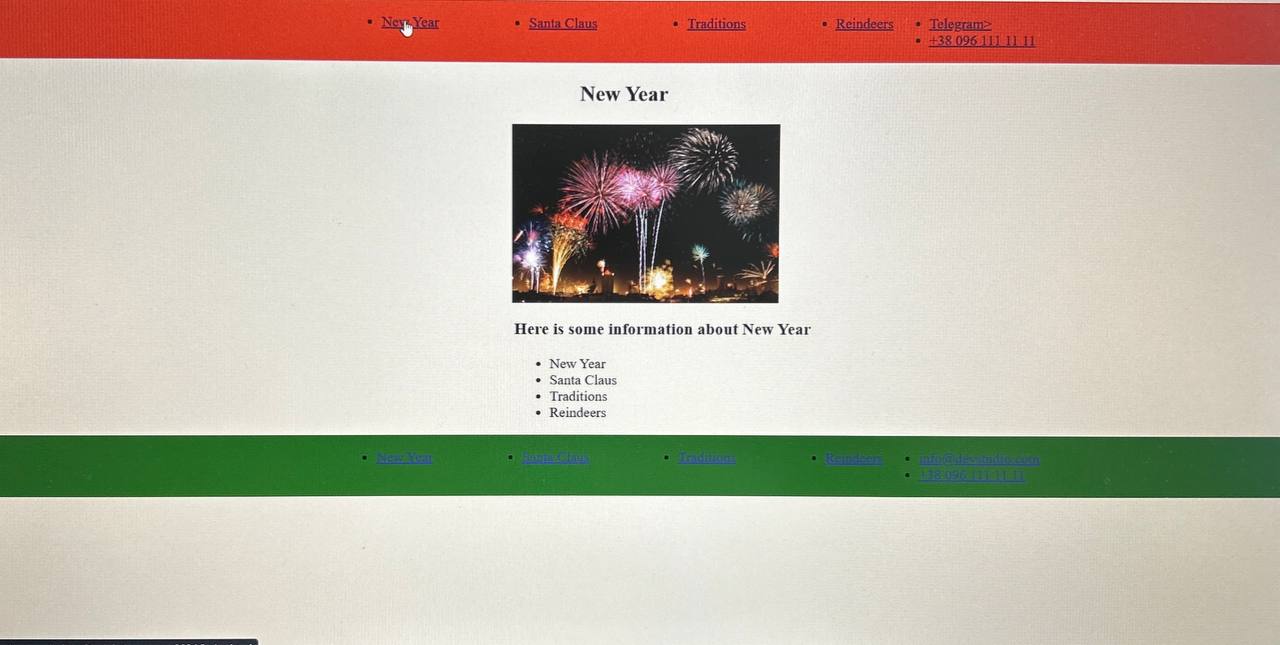 New Year Santa Claus Traditions Reindeers Telegram>
+38 096 111 11 11
New Year
Here is some information about New Year
New Year
Santa Claus
Traditions
Reindeers
New Year Santa Claus Traditions Reindeers info@devstudio.com
+38 096 111 11 11